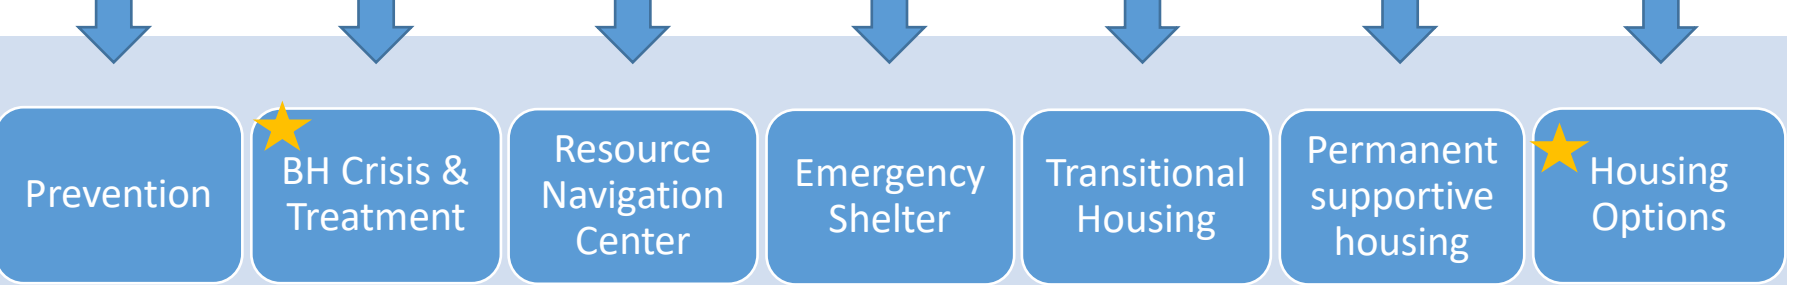 Prevention
BH Crisis &
Treatment
Resource
Navigation
Center
Emergency
Shelter
Transitional
Housing
Permanent
supportive
housing
Housing
Options